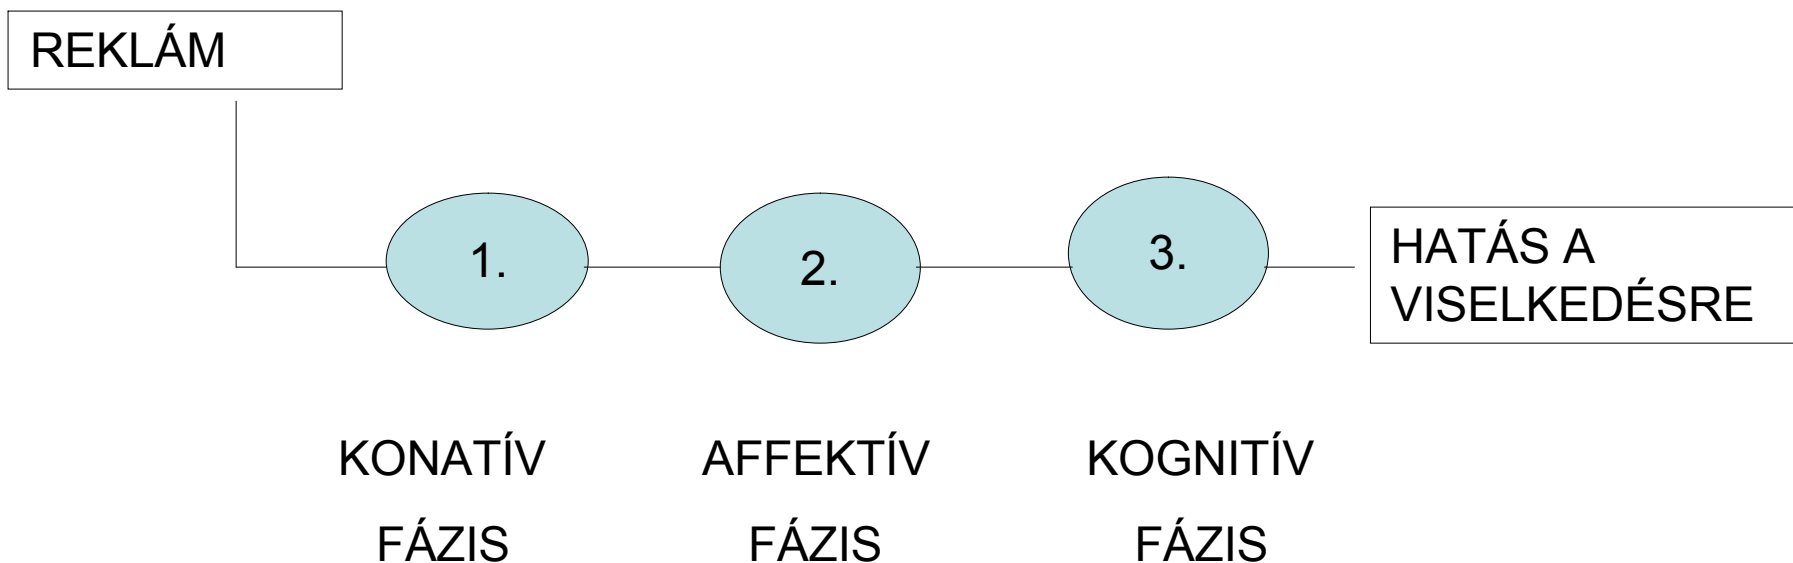 REKLÁM
1.
2.
3.
HATÁS A
VISELKEDÉSRE
KONATÍV
FÁZIS
AFFEKTÍV
FÁZIS
KOGNITÍV
FÁZIS